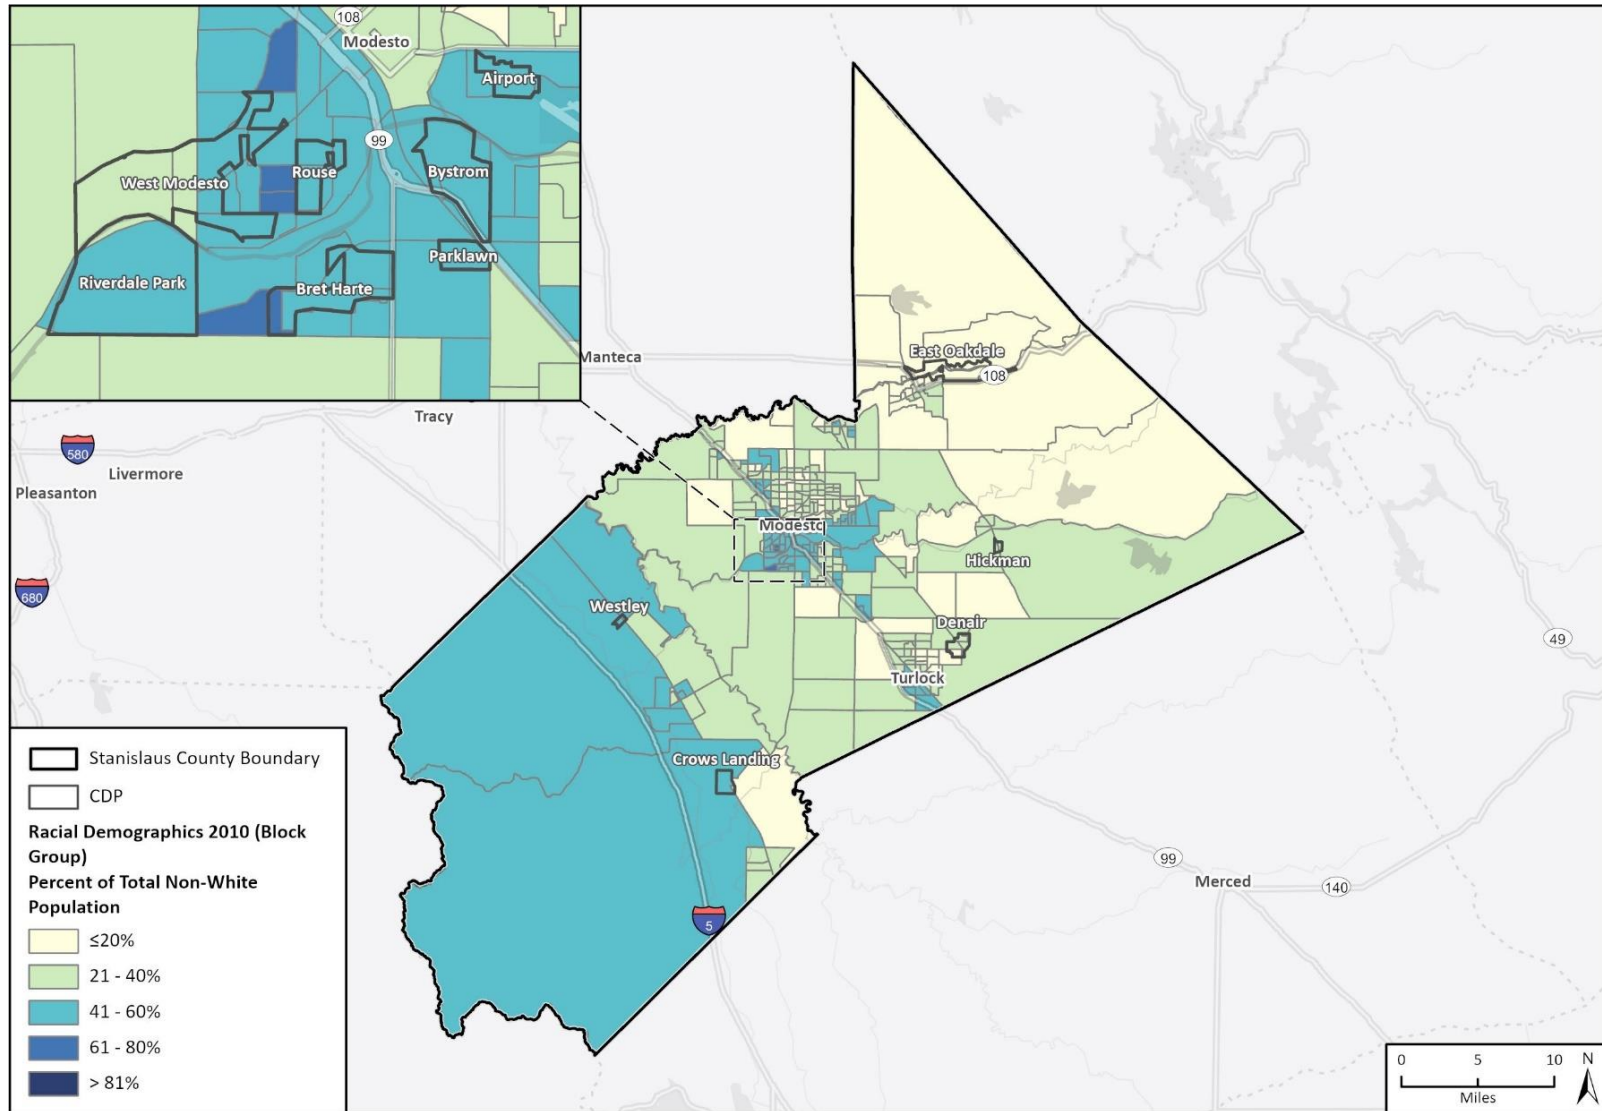 108
Modesto
Airport
99
West Modesto
Rouse
Bystrom
Parklawn
Riverdale Park
Bret Harte
Manteca
East Oakdale
108
Tracy
580
Livermore
Pleasanton
Modesto
Hickman
680
Westley
Denair
49
Turlock
Crows Landing
99
Merced
140
5
Stanislaus County Boundary
CDP
Racial Demographics 2010 (Block
Group)
Percent of Total Non-White
Population
≤20%
21 - 40%
41 - 60%
61 - 80%
> 81%
0 5 10 N
Miles